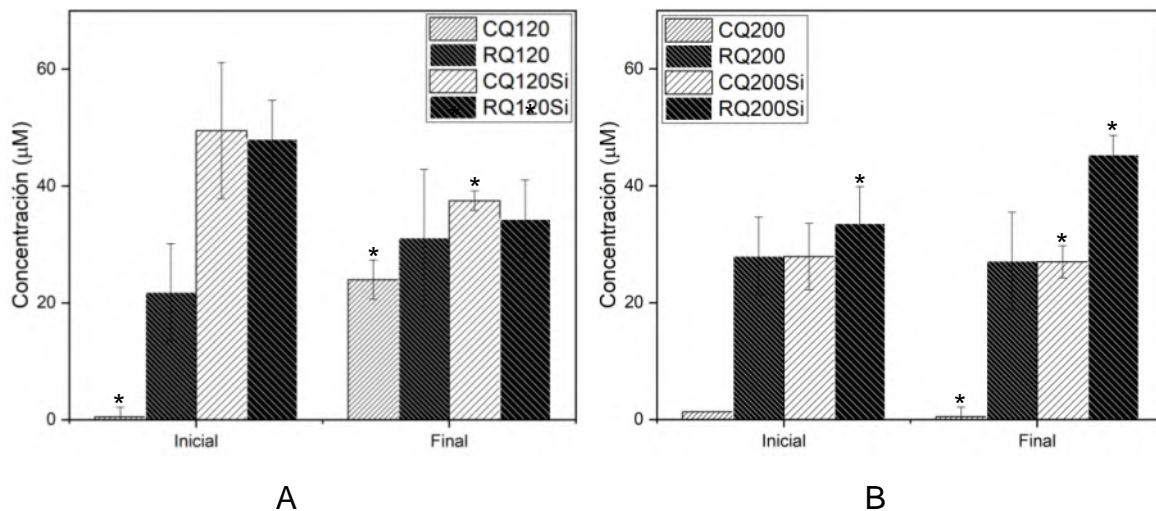 CQ120
RQ120
CQ120Si
RQ120Si
* *
60
40
20
0
Concentración (μM)
*
*
*
Inicial
Final
A
CQ200
RQ200
CQ200Si
RQ200Si
60
40
20
0
Concentración (μM)
*
*
*
*
Inicial
Final
B